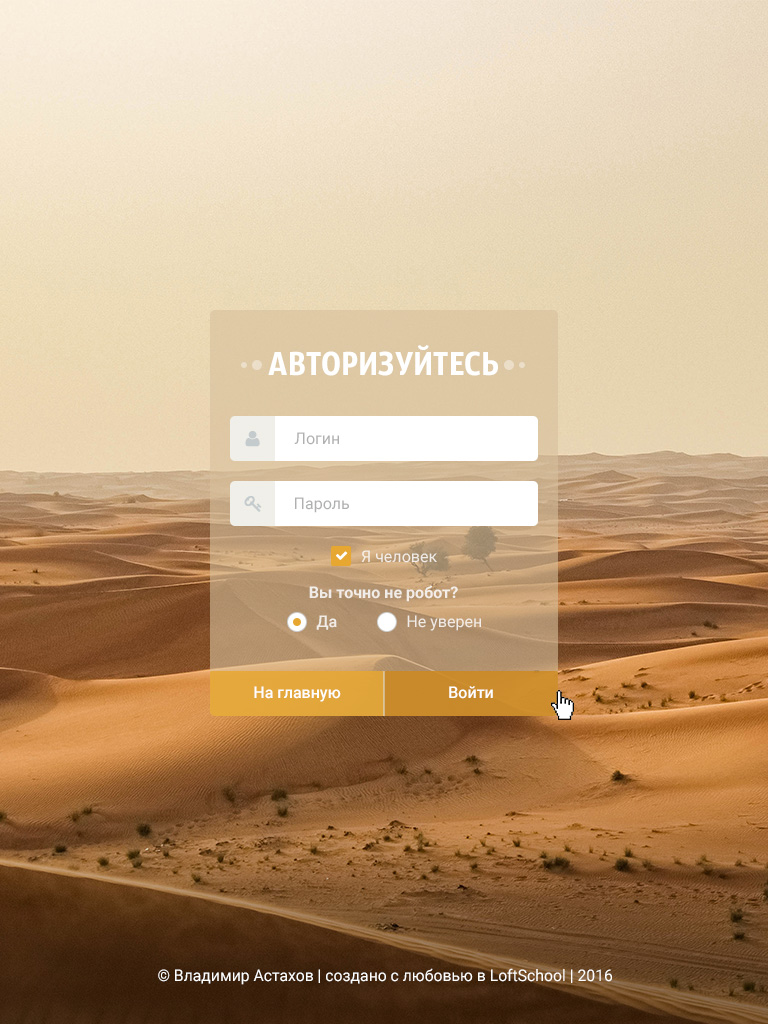 АВТОРИЗУЙТЕСЬ
Логин
Пароль
Я человек
Вы точно не робот?
Да Не уверен
На главную Войти
© Владимир Астахов | создано с любовью в LoftSchool | 2016